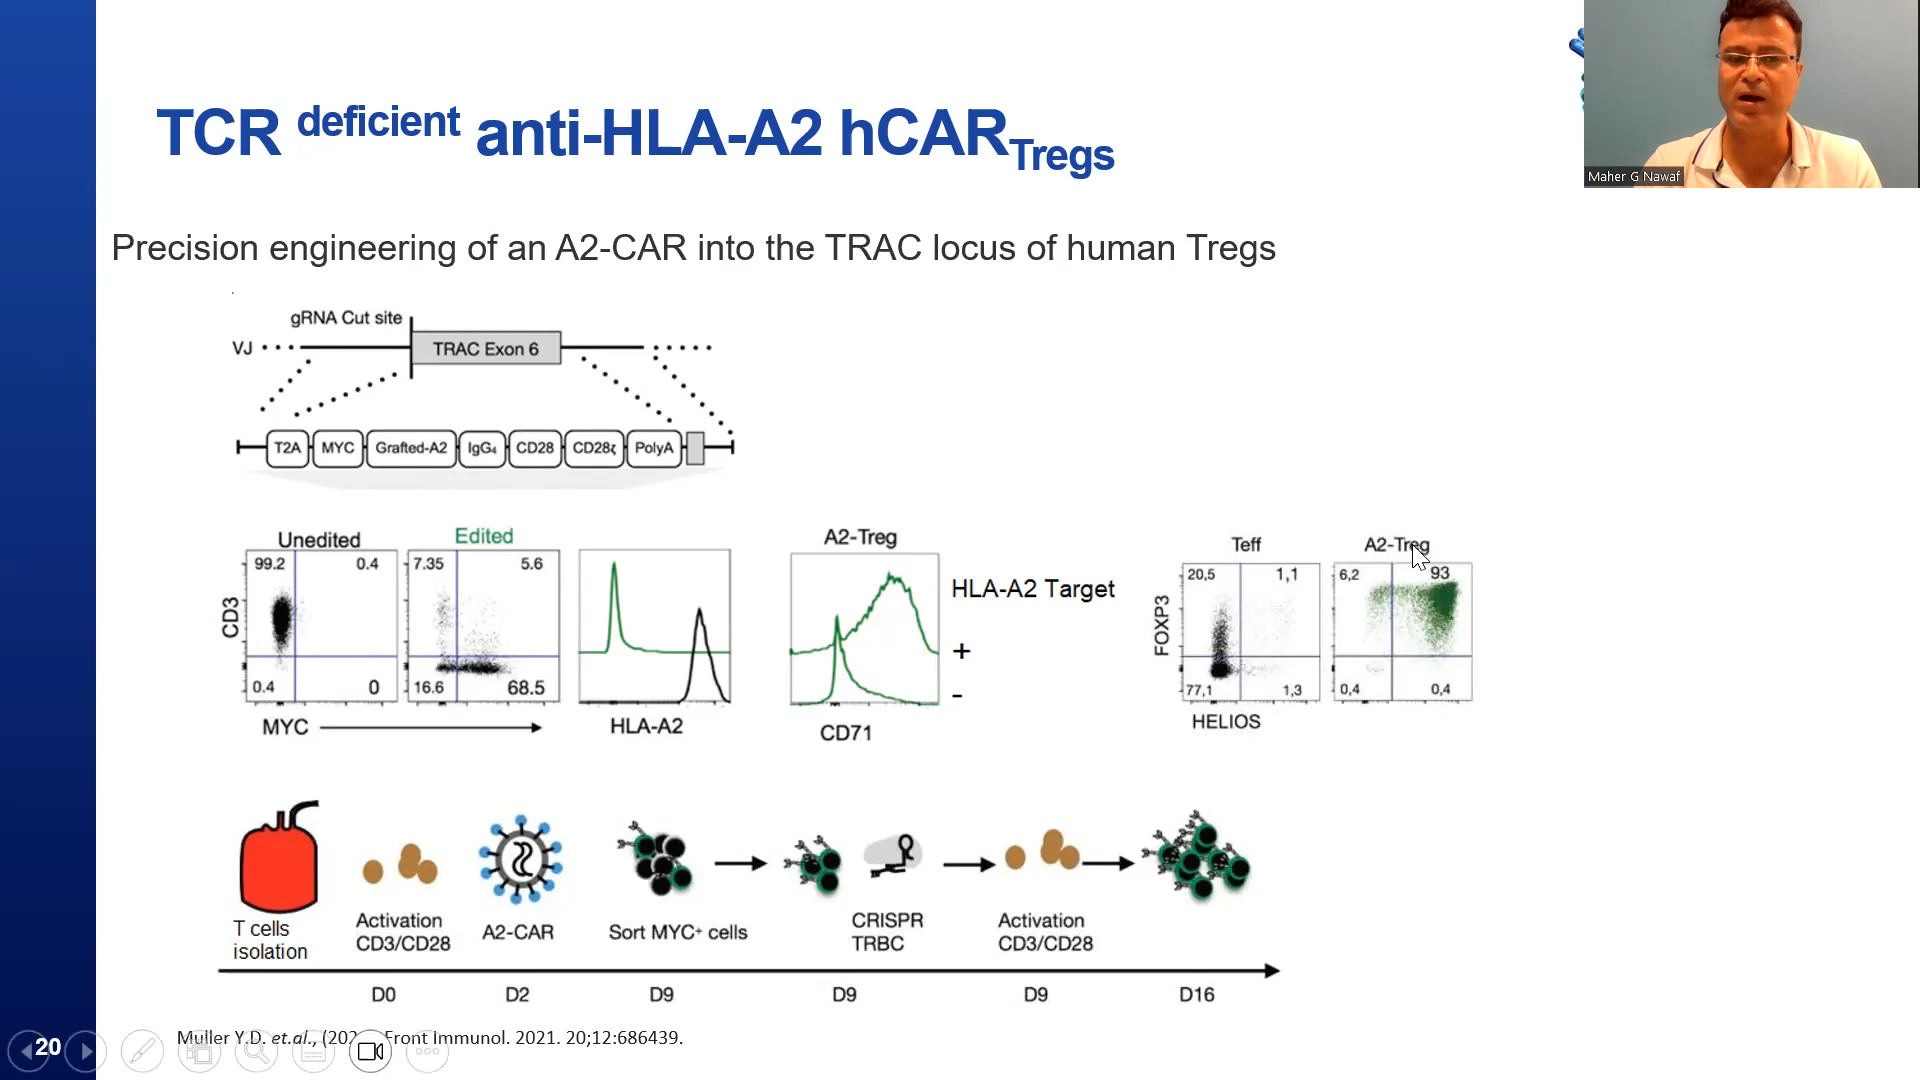 TCR deficient anti-HLA-A2 hCAR Tregs
Maher G Nawaf
Precision engineering of an A2-CAR into the TRAC locus of human Tregs
gRNA Cut site
VJ
TRAC Exon 6
T2A MYC Grafted-A2 IgG₄ CD28 CD28ζ PolyA
Unedited
99.2 0.4
0.4 0
CD3
MYC
Edited
7.35 5.6
16.6 68.5
HLA-A2
A2-Treg
CD71
HLA-A2 Target
+
-
Teff
20,5 1,1
77,1 1,3
FOXP3
HELIOS
A2-Treg
6,2 93
0,4 0,4
T cells
isolation
Activation
CD3/CD28
A2-CAR
Sort MYC⁺ cells
CRISPR
TRBC
Activation
CD3/CD28
D0 D2 D9 D9 D9 D16
Muller Y.D. et.al., (202 Front Immunol. 2021. 20;12:686439.
20